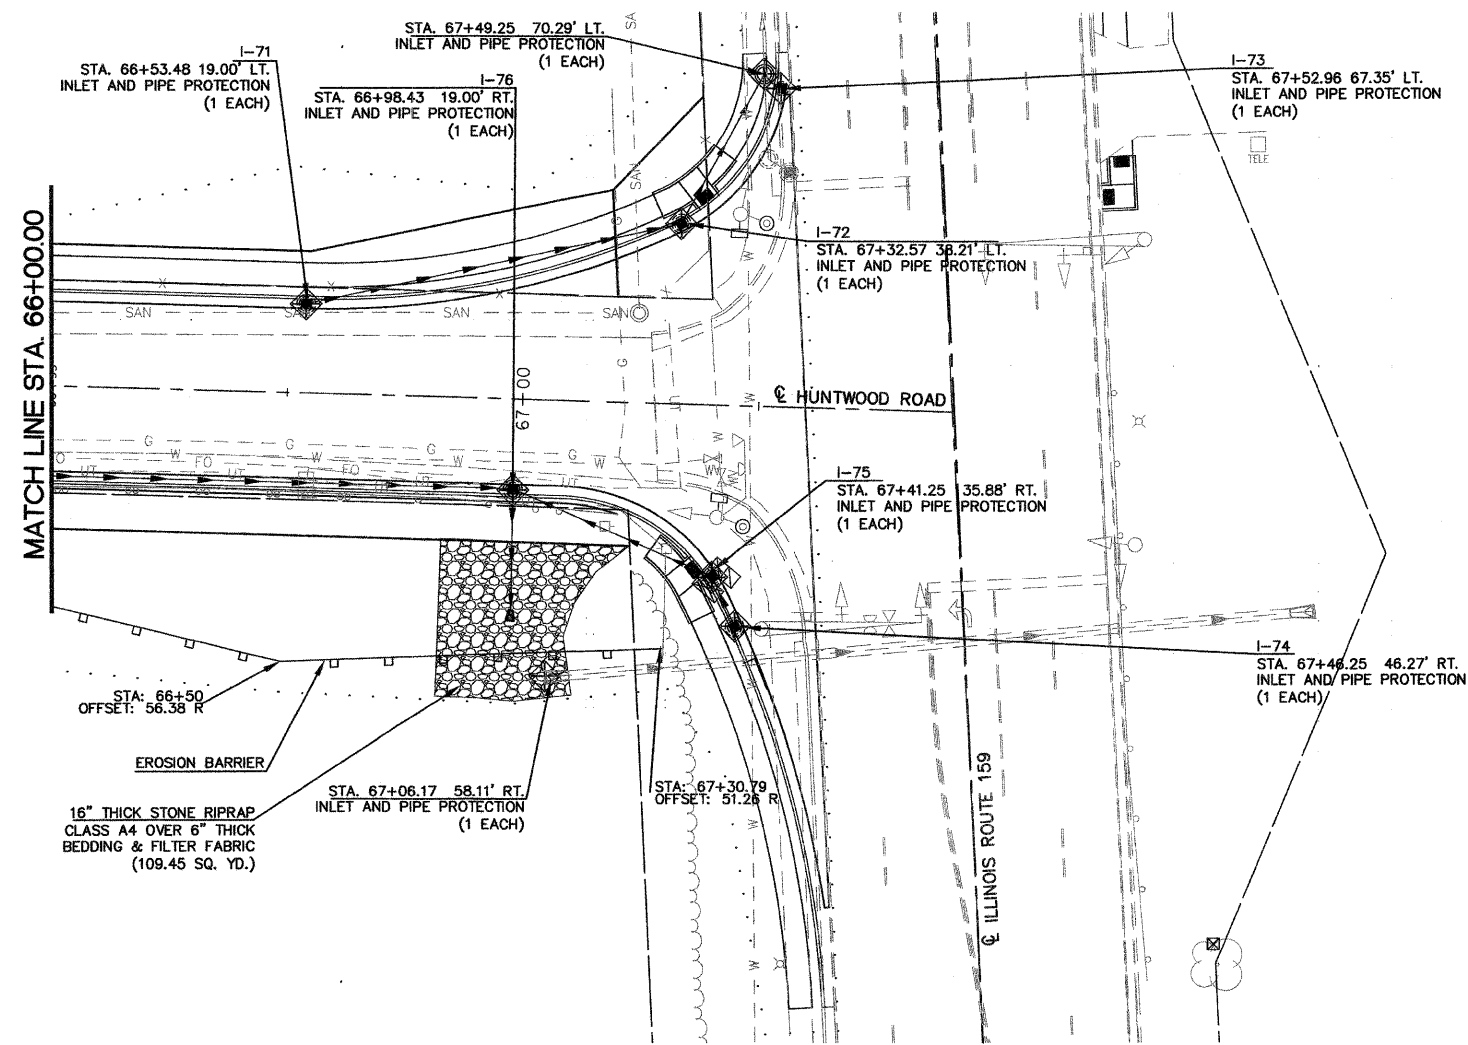 STA. 67+49.25 70.29' LT.
INLET AND PIPE PROTECTION
(1 EACH)
I-71
STA. 66+53.48 19.00' LT.
INLET AND PIPE PROTECTION
(1 EACH)
I-76
STA. 66+98.43 19.00' RT.
INLET AND PIPE PROTECTION
(1 EACH)
I-73
STA. 67+52.96 67.35' LT.
INLET AND PIPE PROTECTION
(1 EACH)
TELE
SAN
SAN
I-72
STA. 67+32.57 38.21' LT.
INLET AND PIPE PROTECTION
(1 EACH)
MATCH LINE STA. 66+00.00
SAN
SAN
SAN
SAN
67+00
℄ HUNTWOOD ROAD
G
G
G
G
W
W
W
W
FO
FO
UT
UT
UT
I-75
STA. 67+41.25 35.88' RT.
INLET AND PIPE PROTECTION
(1 EACH)
I-74
STA. 67+46.25 46.27' RT.
INLET AND PIPE PROTECTION
(1 EACH)
STA: 66+50
OFFSET: 56.38 R
EROSION BARRIER
STA. 67+06.17 58.11' RT.
INLET AND PIPE PROTECTION
(1 EACH)
STA: 67+30.79
OFFSET: 51.26 R
16" THICK STONE RIPRAP
CLASS A4 OVER 6" THICK
BEDDING & FILTER FABRIC
(109.45 SQ. YD.)
℄ ILLINOIS ROUTE 159